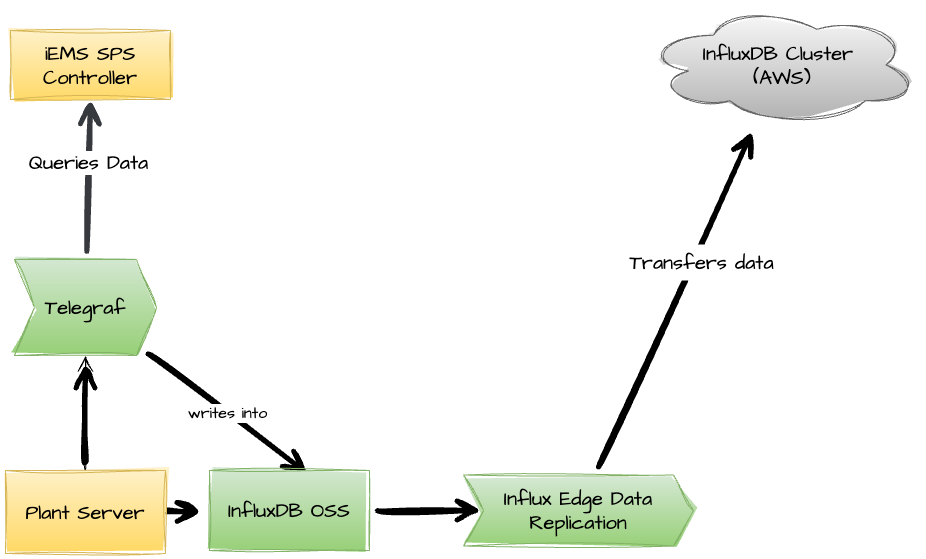 iEMS SPS
Controller
InfluxDB Cluster
(AWS)
Queries Data
Transfers data
Telegraf
writes into
Plant Server
InfluxDB OSS
Influx Edge Data
Replication